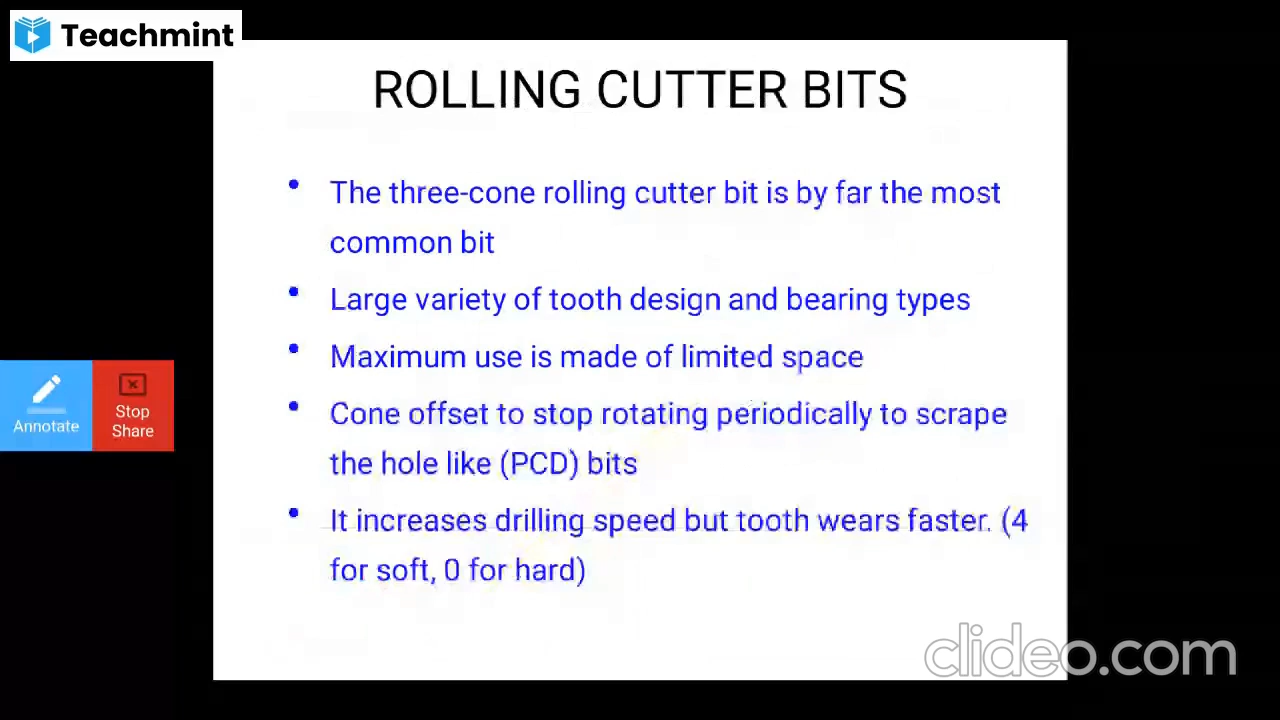 Teachmint
ROLLING CUTTER BITS
• The three-cone rolling cutter bit is by far the most
common bit
• Large variety of tooth design and bearing types
• Maximum use is made of limited space
• Cone offset to stop rotating periodically to scrape
the hole like (PCD) bits
• It increases drilling speed but tooth wears faster. (4
for soft, 0 for hard)
Annotate
Stop
Share
clideo.com